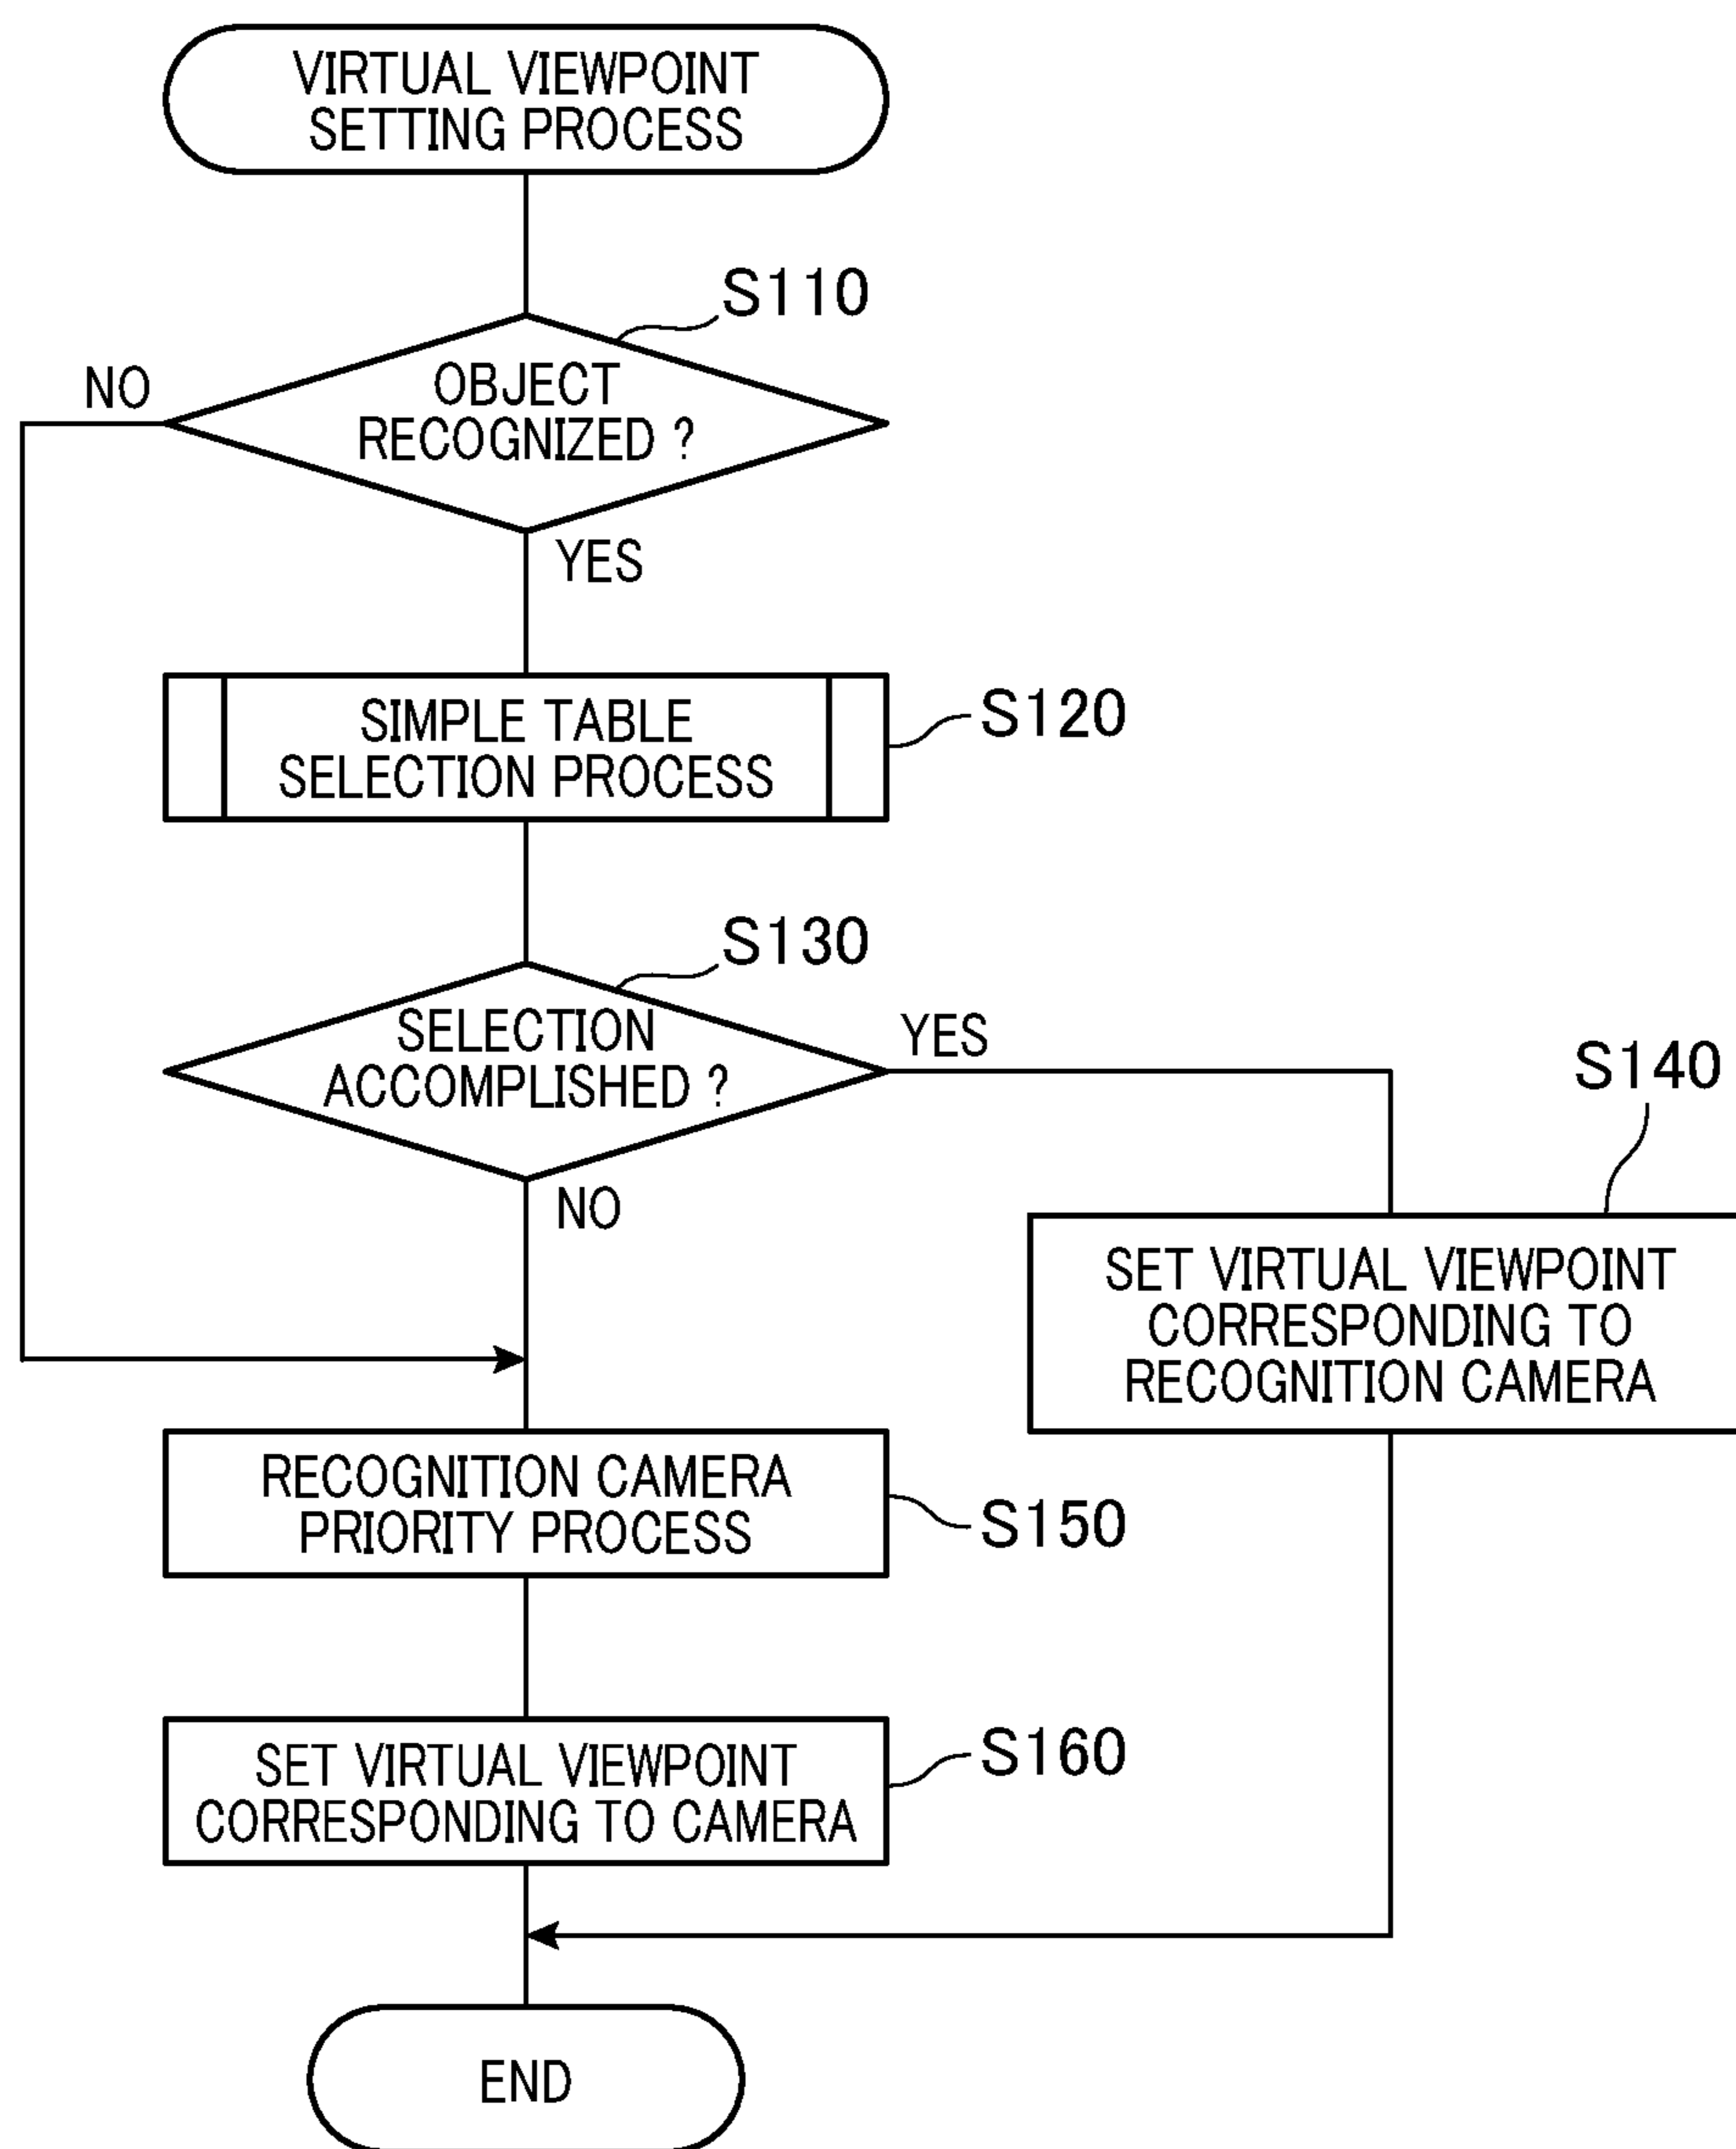 VIRTUAL VIEWPOINT
SETTING PROCESS
S110
NO
OBJECT
RECOGNIZED ?
YES
SIMPLE TABLE
SELECTION PROCESS
S120
S130
SELECTION
ACCOMPLISHED ?
YES
S140
NO
SET VIRTUAL VIEWPOINT
CORRESPONDING TO
RECOGNITION CAMERA
RECOGNITION CAMERA
PRIORITY PROCESS
S150
SET VIRTUAL VIEWPOINT
CORRESPONDING TO CAMERA
S160
END